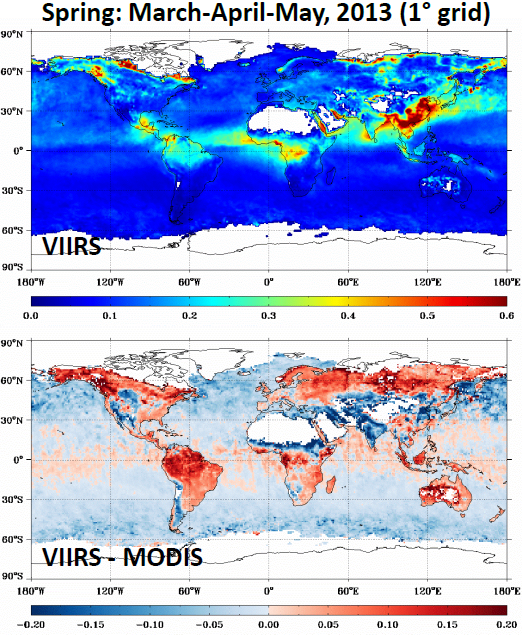 Spring: March-April-May, 2013 (1° grid)
90°N
60°N
30°N
0°
30°S
60°S
90°S
VIIRS
180°W 120°W 60°W 0° 60°E 120°E 180°E
0.0 0.1 0.2 0.3 0.4 0.5 0.6
90°N
60°N
30°N
0°
30°S
60°S
90°S
VIIRS - MODIS
180°W 120°W 60°W 0° 60°E 120°E 180°E
-0.20 -0.15 -0.10 -0.05 0.00 0.05 0.10 0.15 0.20